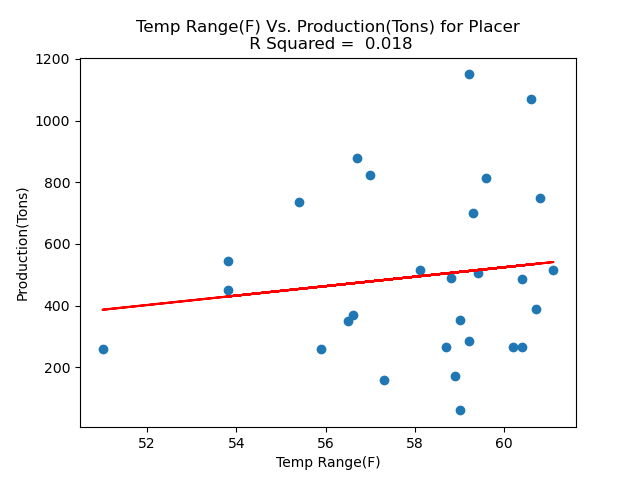 Temp Range(F) Vs. Production(Tons) for Placer
R Squared =  0.018
1200
1000
800
600
400
200
Production(Tons)
52 54 56 58 60
Temp Range(F)